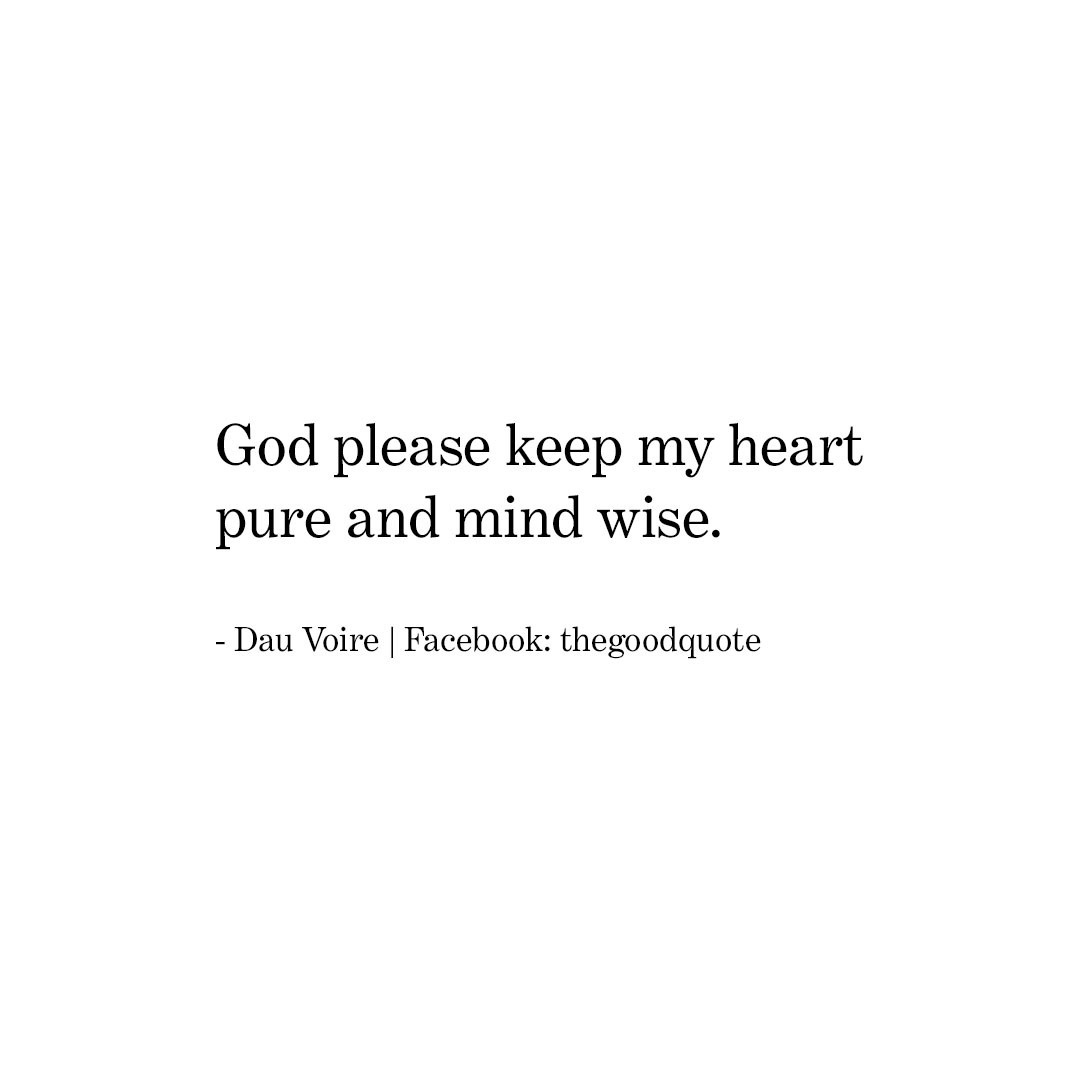 God please keep my heart
pure and mind wise.
- Dau Voire | Facebook: thegoodquote